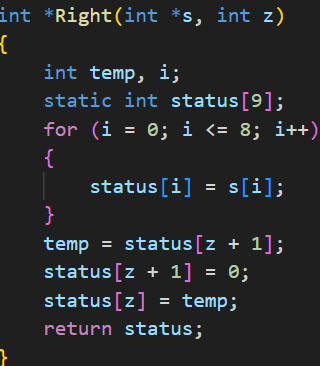 int *Right(int *s, int z)
{
    int temp, i;
    static int status[9];
    for (i = 0; i <= 8; i++)
    {
        status[i] = s[i];
    }
    temp = status[z + 1];
    status[z + 1] = 0;
    status[z] = temp;
    return status;
}